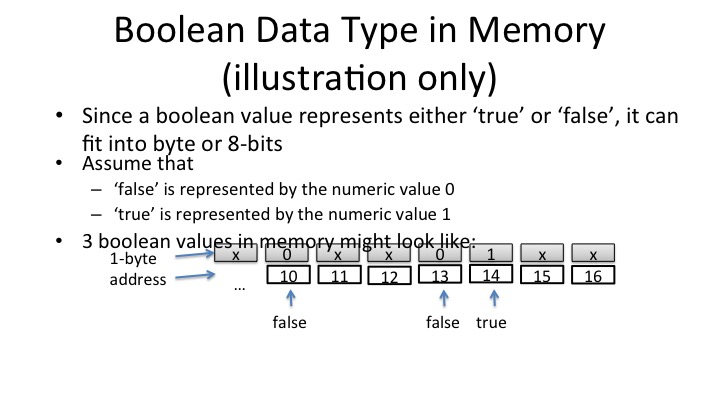 Boolean Data Type in Memory
(illustration only)
• Since a boolean value represents either ‘true’ or ‘false’, it can
fit into byte or 8-bits
• Assume that
– ‘false’ is represented by the numeric value 0
– ‘true’ is represented by the numeric value 1
• 3 boolean values in memory might look like:
1-byte x 0 x x 0 1 x x
address ... 10 11 12 13 14 15 16
false false true